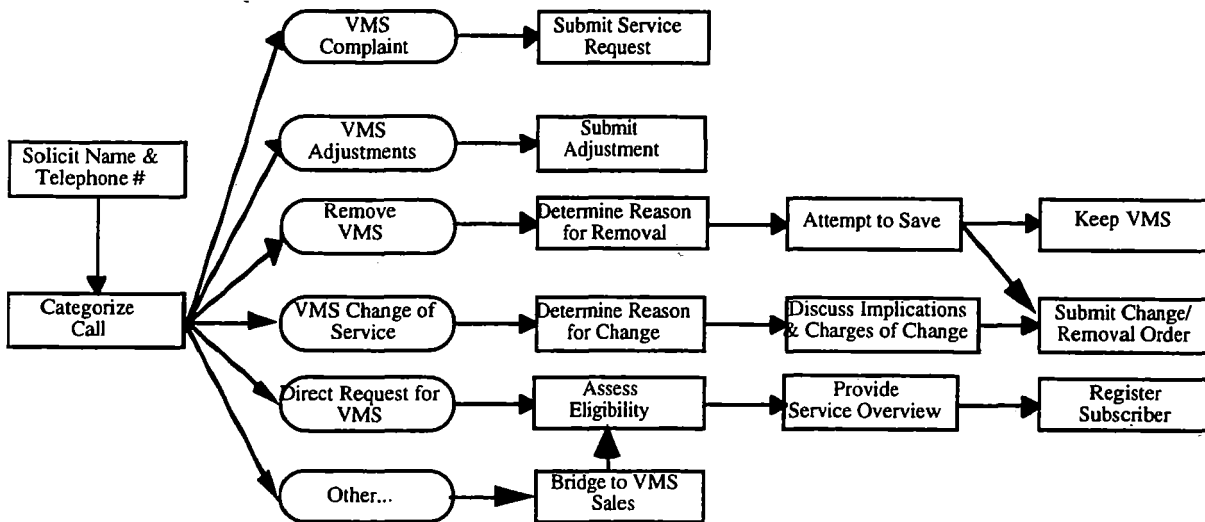 VMS
Complaint
Submit Service
Request
VMS
Adjustments
Submit
Adjustment
Solicit Name &
Telephone #
Remove
VMS
Determine Reason
for Removal
Attempt to Save
Keep VMS
Categorize
Call
VMS Change of
Service
Determine Reason
for Change
Discuss Implications
& Charges of Change
Submit Change/
Removal Order
Direct Request for
VMS
Assess
Eligibility
Provide
Service Overview
Register
Subscriber
Other...
Bridge to VMS
Sales